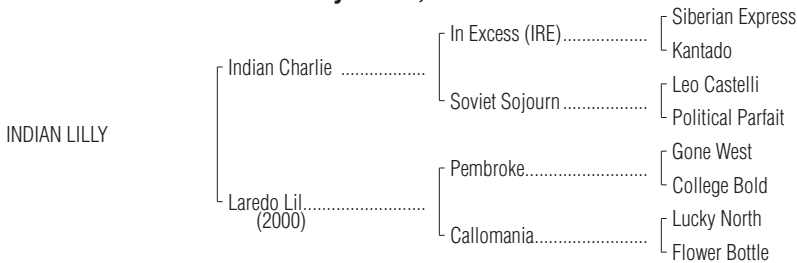 Siberian Express
In Excess (IRE)..................
Kantado
Indian Charlie ..................
Leo Castelli
Soviet Sojourn ..................
Political Parfait
INDIAN LILLY
Gone West
Pembroke..........................
College Bold
Laredo Lil..........................
(2000)
Lucky North
Callomania........................
Flower Bottle